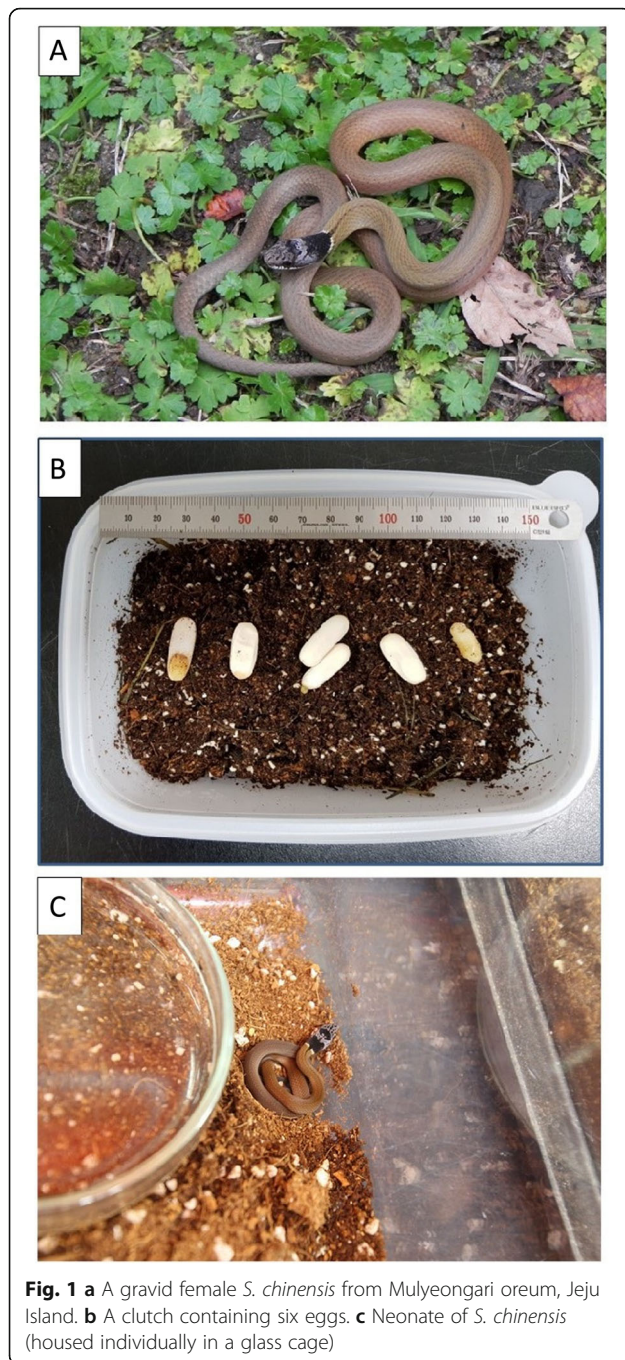 A
B
10 20 30 40 50 60 70 80 90 100 110 120 130 140 150
C
Fig. 1 a A gravid female S. chinensis from Mulyeongari oreum, Jeju
Island. b A clutch containing six eggs. c Neonate of S. chinensis
(housed individually in a glass cage)